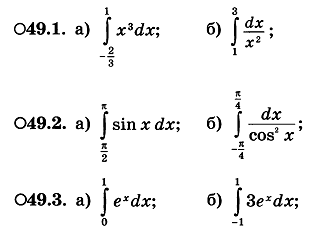 ○49.1. а) ∫_{-2/3}^{1} x³dx; б) ∫_{1}^{3} dx/x²;
○49.2. а) ∫_{π/2}^{π} sin x dx; б) ∫_{-π/4}^{π/4} dx/cos² x;
○49.3. а) ∫_{0}^{1} eˣdx; б) ∫_{-1}^{1} 3eˣdx;